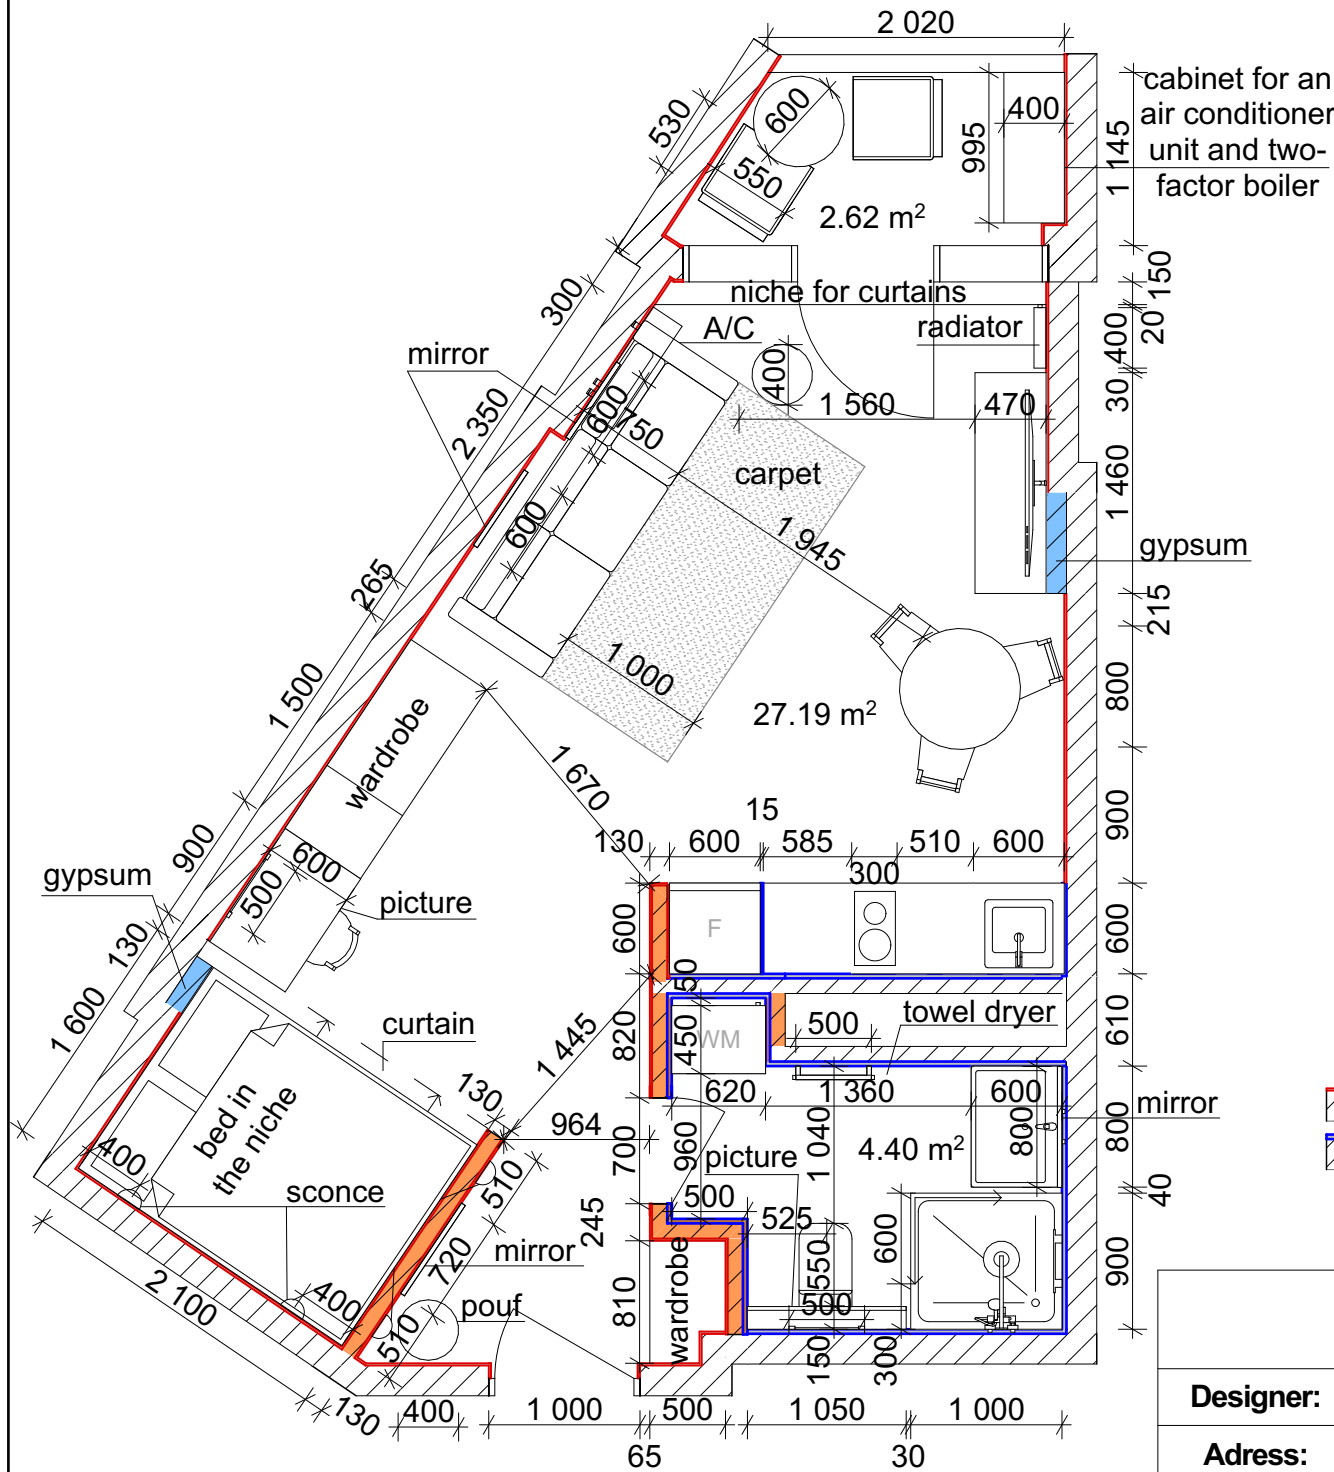 2 020
cabinet for an
air conditioner
unit and two-
factor boiler
530
600
400
995
1 145
550
2.62 m²
300
niche for curtains
150
A/C
radiator
20
400
mirror
400
600
750
1 560
470
30
2 350
carpet
1 460
600
1 945
gypsum
265
215
1 000
1 500
27.19 m²
800
wardrobe
1 670
15
900
130
600
585
510
600
900
600
300
gypsum
500
picture
600
F
600
130
50
1 600
curtain
towel dryer
500
610
820
450
WM
1 445
130
620
1 360
600
mirror
bed in
the niche
964
700
960
1 040
4.40 m²
800
800
400
picture
sconce
510
500
40
245
525
mirror
720
600
550
900
2 100
400
pouf
810
wardrobe
500
510
150
300
130
400
1 000
500
1 050
1 000
65
30
Designer:
Adress: